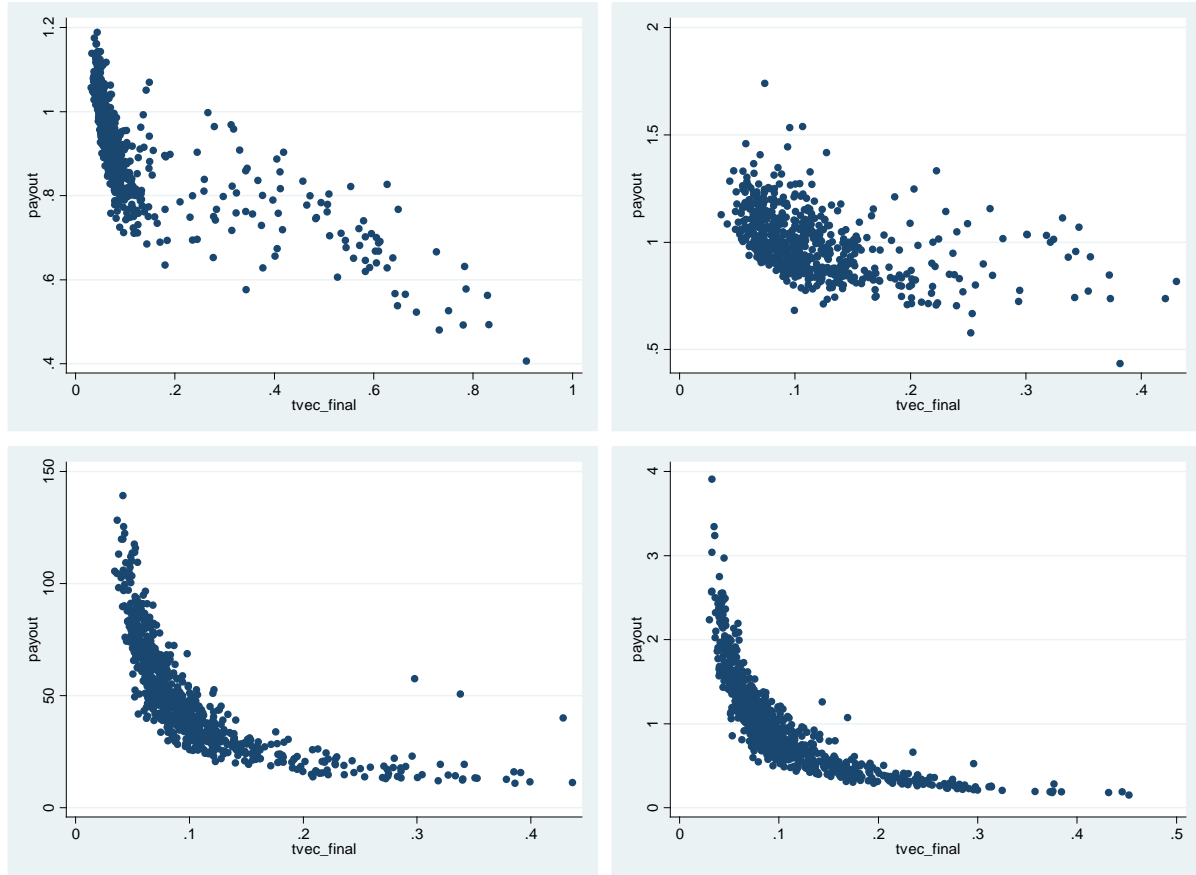 payout
1.2
1
.8
.6
.4
0 .2 .4 .6 .8 1
tvec_final
payout
2
1.5
1
.5
0 .1 .2 .3 .4
tvec_final
payout
150
100
50
0
0 .1 .2 .3 .4
tvec_final
payout
4
3
2
1
0
0 .1 .2 .3 .4 .5
tvec_final